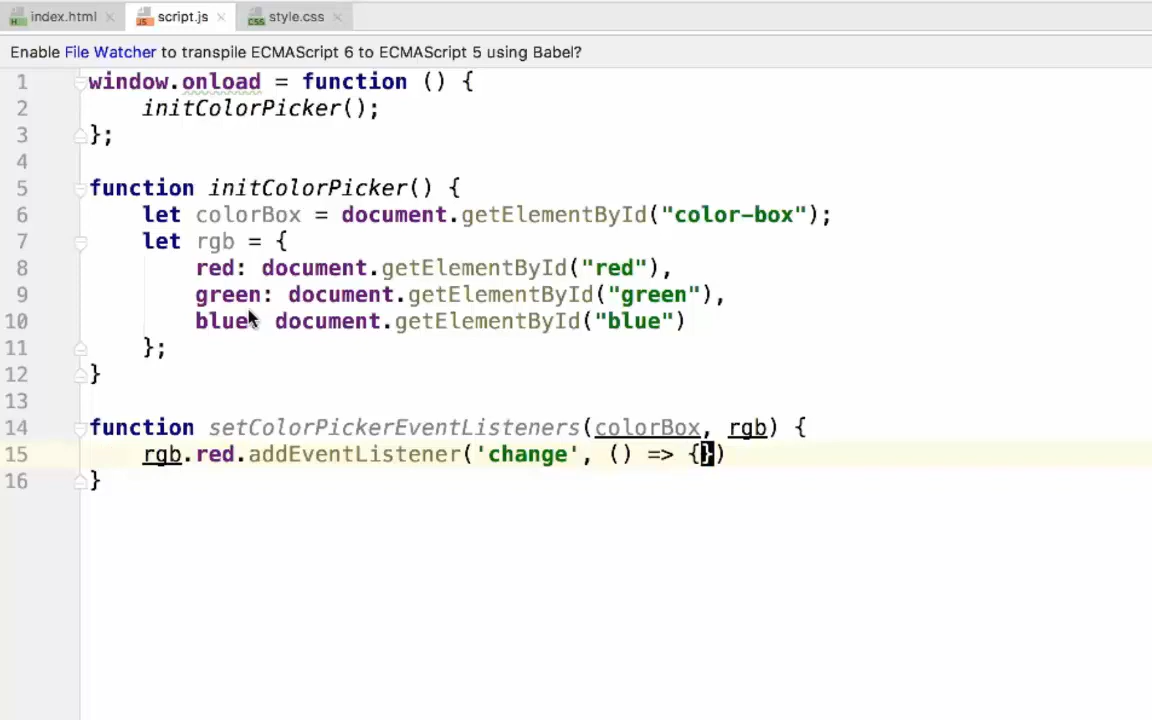 index.html
script.js
style.css
Enable File Watcher to transpile ECMAScript 6 to ECMAScript 5 using Babel?
1 window.onload = function () {
2 initColorPicker();
3 };
4
5 function initColorPicker() {
6 let colorBox = document.getElementById("color-box");
7 let rgb = {
8 red: document.getElementById("red"),
9 green: document.getElementById("green"),
10 blue: document.getElementById("blue")
11 };
12 }
13
14 function setColorPickerEventListeners(colorBox, rgb) {
15 rgb.red.addEventListener('change', () => {})
16 }